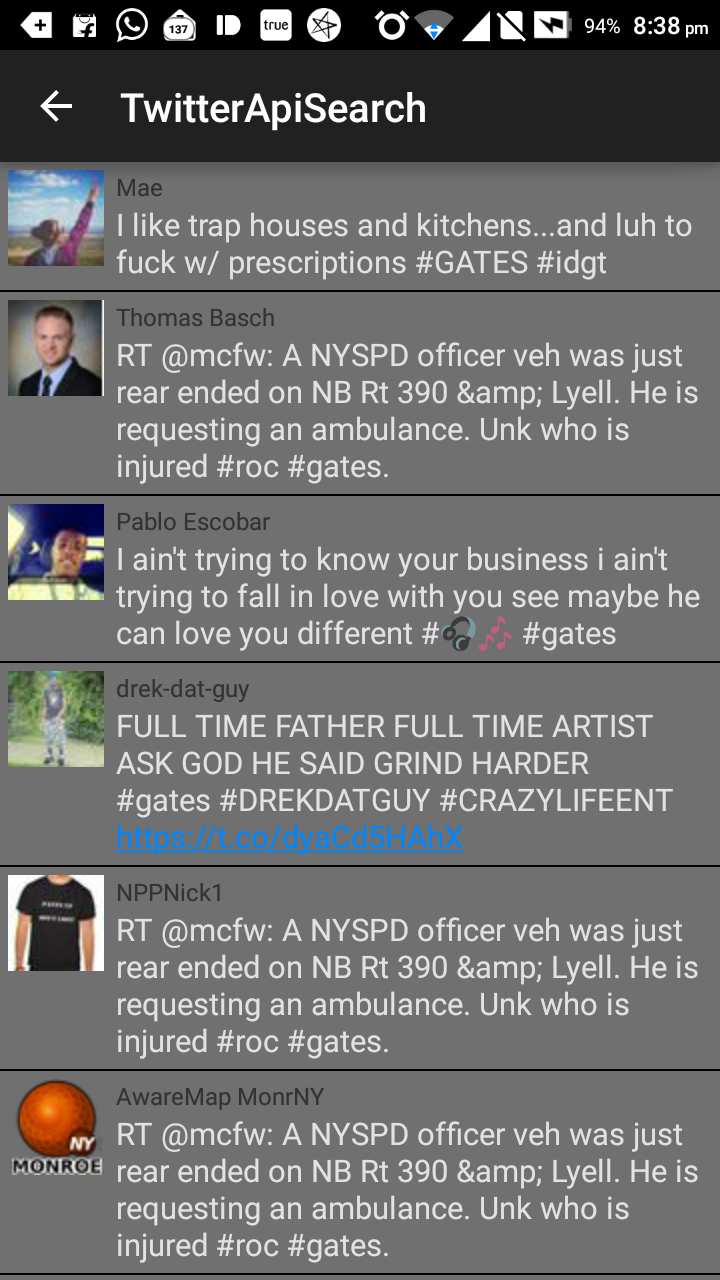 137
true
94%
8:38 pm
TwitterApiSearch
Mae
I like trap houses and kitchens...and luh to
fuck w/ prescriptions #GATES #idgt
Thomas Basch
RT @mcfw: A NYSPD officer veh was just
rear ended on NB Rt 390 &amp; Lyell. He is
requesting an ambulance. Unk who is
injured #roc #gates.
Pablo Escobar
I ain't trying to know your business i ain't
trying to fall in love with you see maybe he
can love you different #🎧🎶 #gates
drek-dat-guy
FULL TIME FATHER FULL TIME ARTIST
ASK GOD HE SAID GRIND HARDER
#gates #DREKDATGUY #CRAZYLIFEENT
https://t.co/dyaCd5HAhX
NPPNick1
RT @mcfw: A NYSPD officer veh was just
rear ended on NB Rt 390 &amp; Lyell. He is
requesting an ambulance. Unk who is
injured #roc #gates.
AwareMap MonrNY
NY
MONROE
RT @mcfw: A NYSPD officer veh was just
rear ended on NB Rt 390 &amp; Lyell. He is
requesting an ambulance. Unk who is
injured #roc #gates.